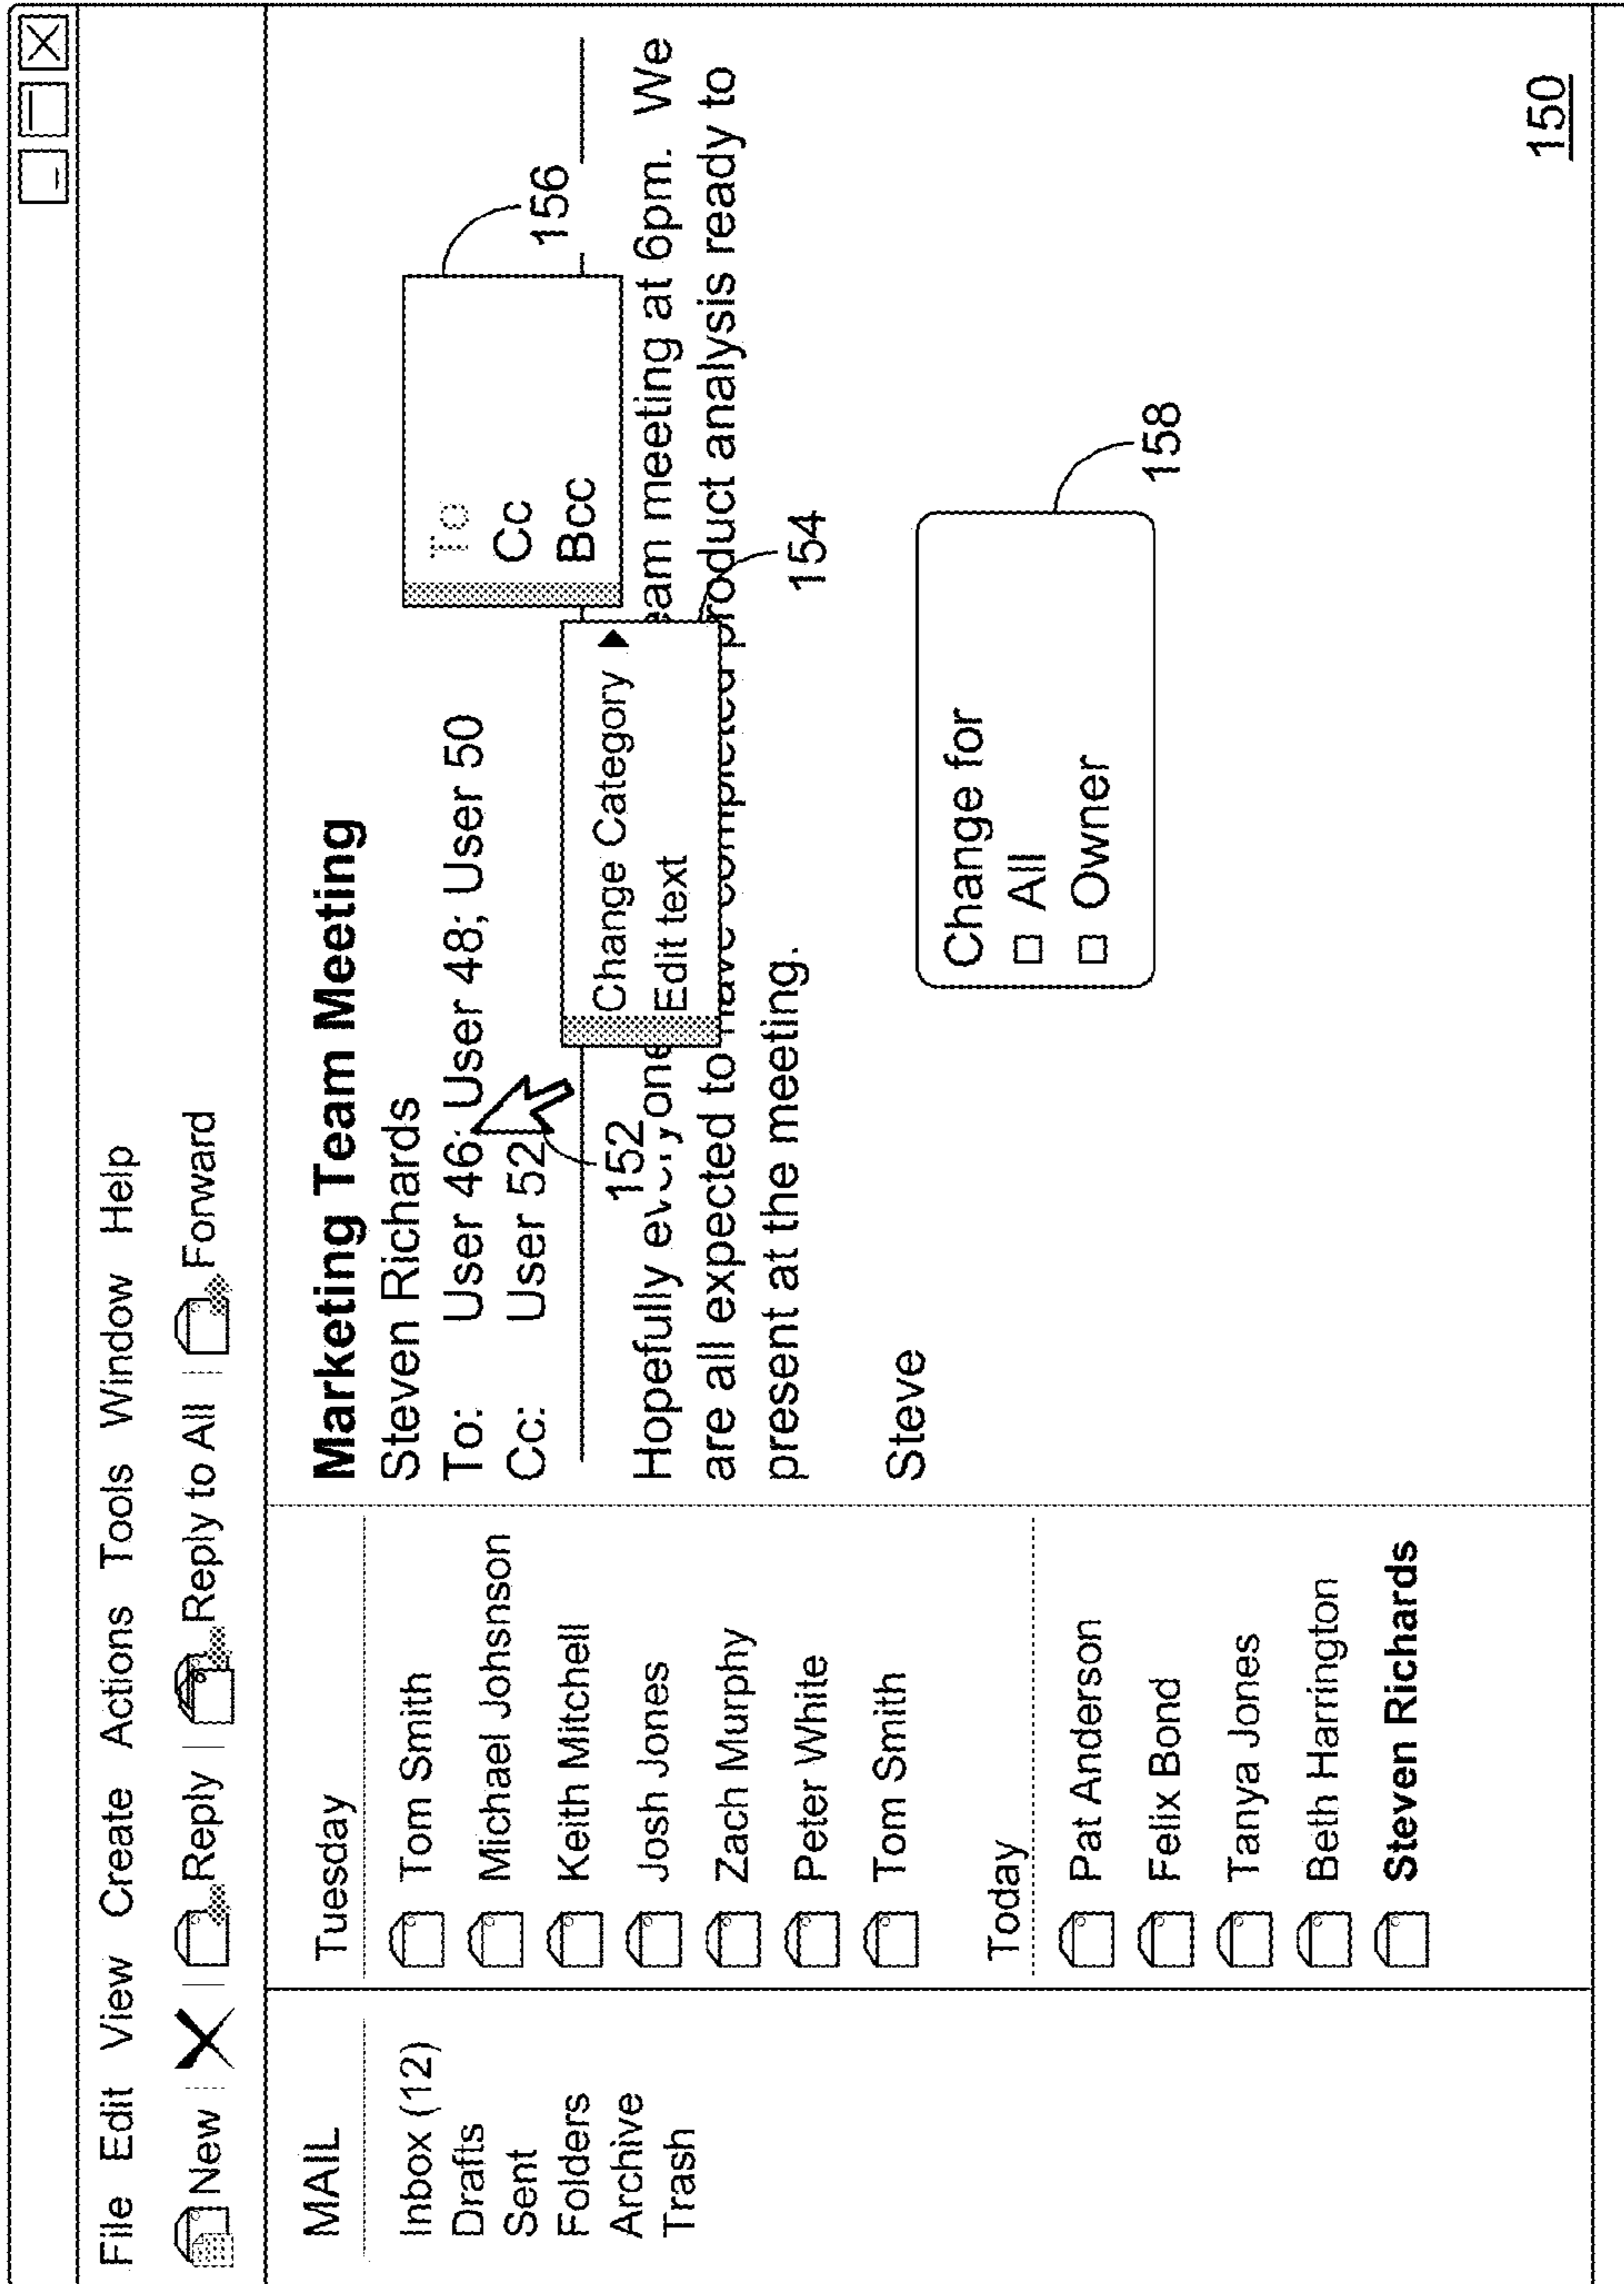 File Edit View Create Actions Tools Window Help
New Reply Reply to All Forward
MAIL
Inbox (12)
Drafts
Sent
Folders
Archive
Trash
Tuesday
Tom Smith
Michael Johsnson
Keith Mitchell
Josh Jones
Zach Murphy
Peter White
Tom Smith
Today
Pat Anderson
Felix Bond
Tanya Jones
Beth Harrington
Steven Richards
Marketing Team Meeting
Steven Richards
To: User 46; User 48; User 50
Cc: User 52
152
Change Category
Edit text
154
To
Cc
Bcc
156
Hopefully eam meeting at 6pm. We
are all expected to have completed product analysis ready to
present at the meeting.
Steve
Change for
All
Owner
158
150